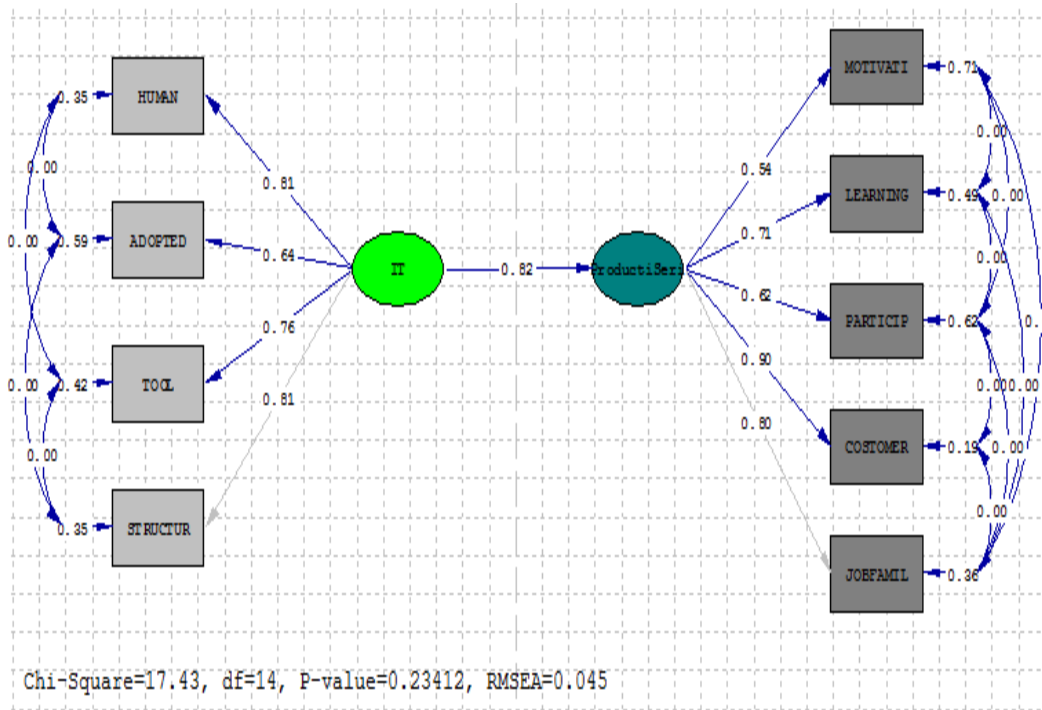 HUMAN
ADOPTED
TOOL
STRUCTUR
IT
ProductiSeri
MOTIVATI
LEARNING
PARTICIP
COSTOMER
JOBFAMIL
0.35
0.59
0.42
0.35
0.00
0.00
0.00
0.00
0.81
0.64
0.76
0.81
0.82
0.54
0.71
0.62
0.90
0.80
0.71
0.49
0.62
0.19
0.36
0.00
0.00
0.00
0.00
0.00
0.00
0.00
Chi-Square=17.43, df=14, P-value=0.23412, RMSEA=0.045